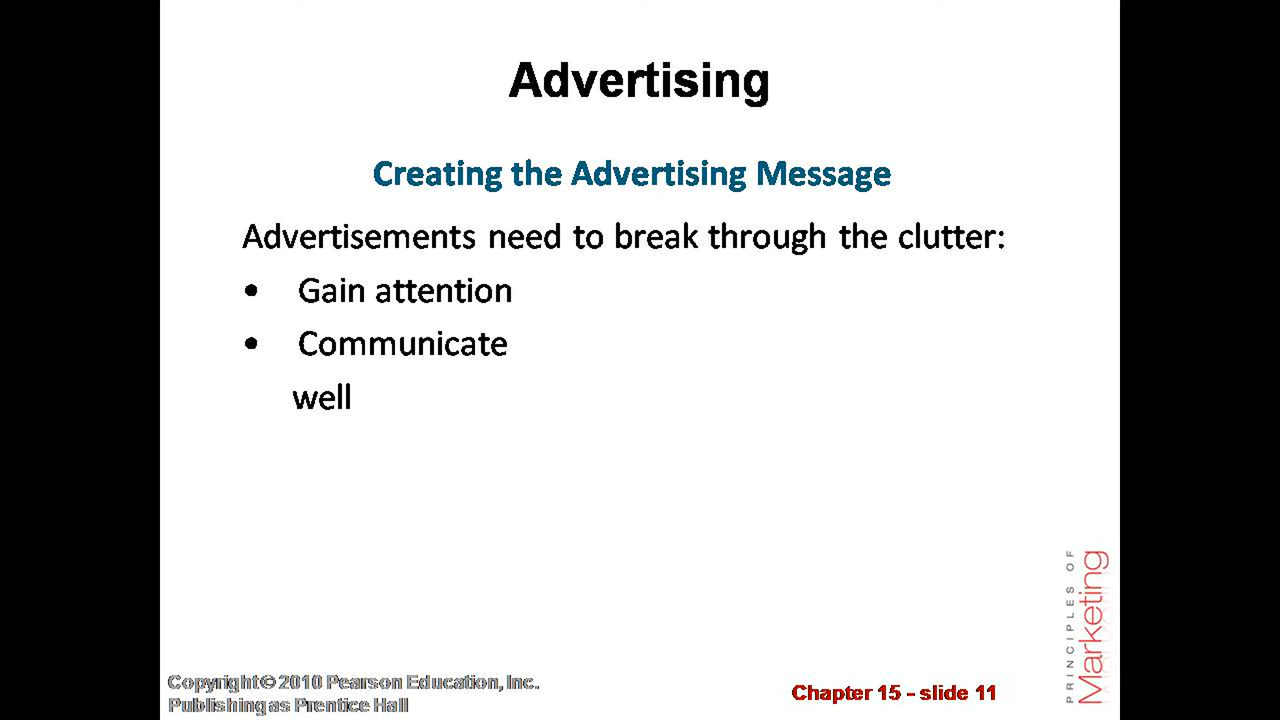 Advertising
Creating the Advertising Message
Advertisements need to break through the clutter:
• Gain attention
• Communicate
well
PRINCIPLES OF
Marketing
Copyright © 2010 Pearson Education, Inc.
Publishing as Prentice Hall
Chapter 15 - slide 11